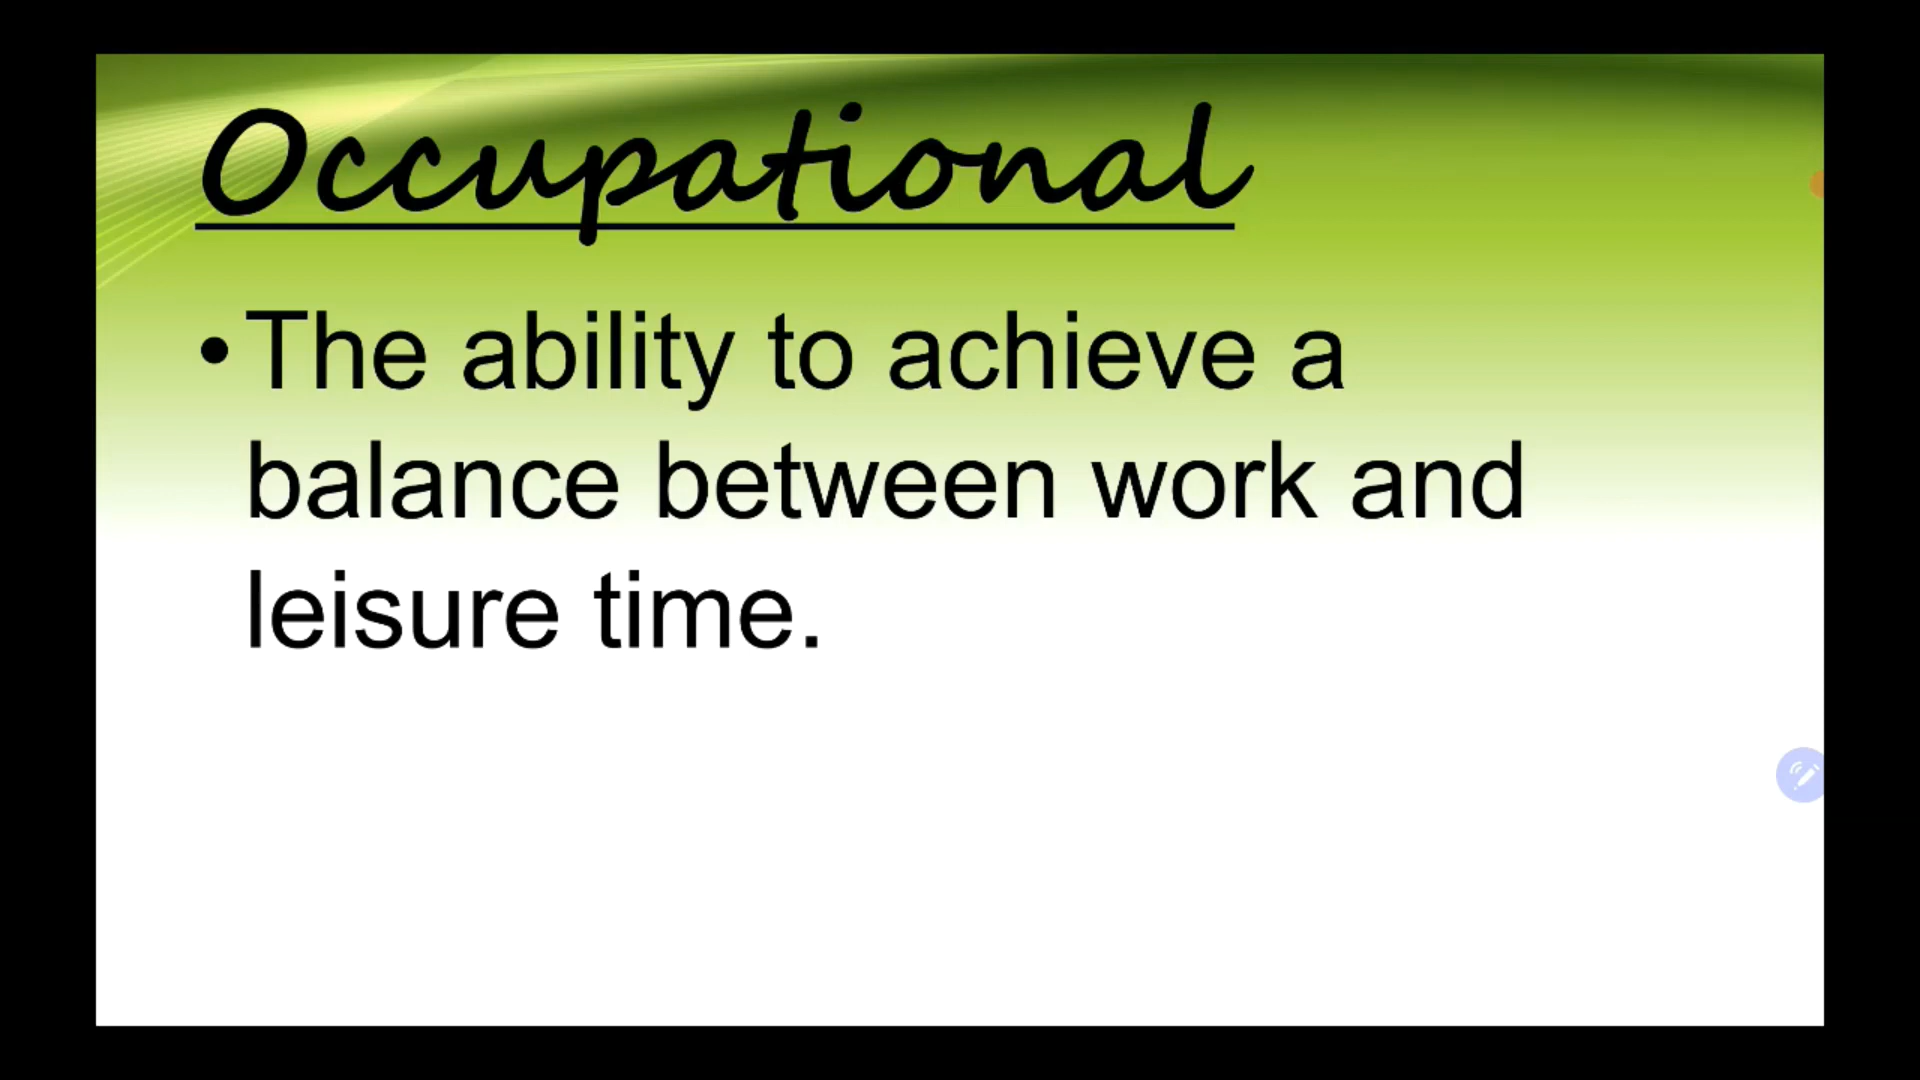 Occupational
•The ability to achieve a
balance between work and
leisure time.